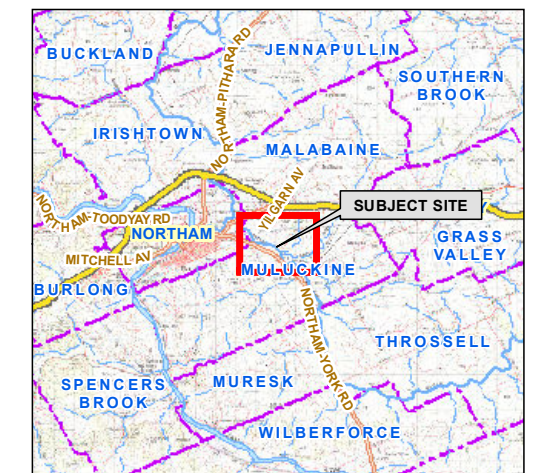 BUCKLAND
JENNAPULLIN
SOUTHERN
BROOK
NORTHAM-PITHARA RD
IRISHTOWN
MALABAINE
YILGARN AV
SUBJECT SITE
NORTHAM-TOODYAY RD
NORTHAM
MITCHELL AV
GRASS
VALLEY
MULUCKINE
BURLONG
NORTHAM-YORK RD
THROSSELL
SPENCERS
BROOK
MURESK
WILBERFORCE